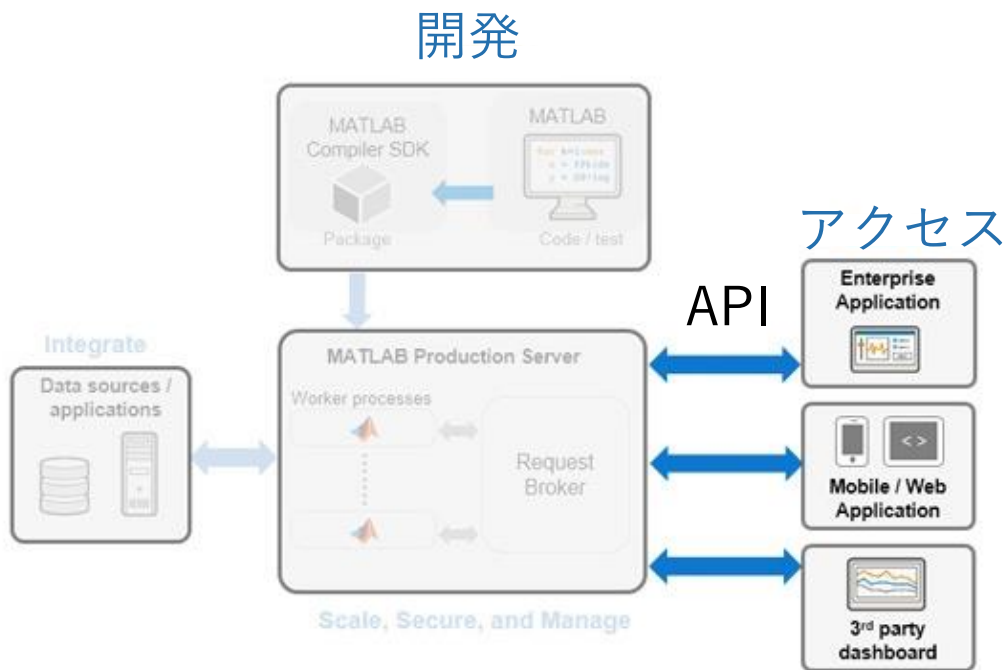 開発
MATLAB
Compiler SDK
Package
MATLAB
Code / test
アクセス
API
Enterprise
Application
Mobile / Web
Application
3rd party
dashboard
Integrate
Data sources /
applications
MATLAB Production Server
Worker processes
Request
Broker
Scale, Secure, and Manage